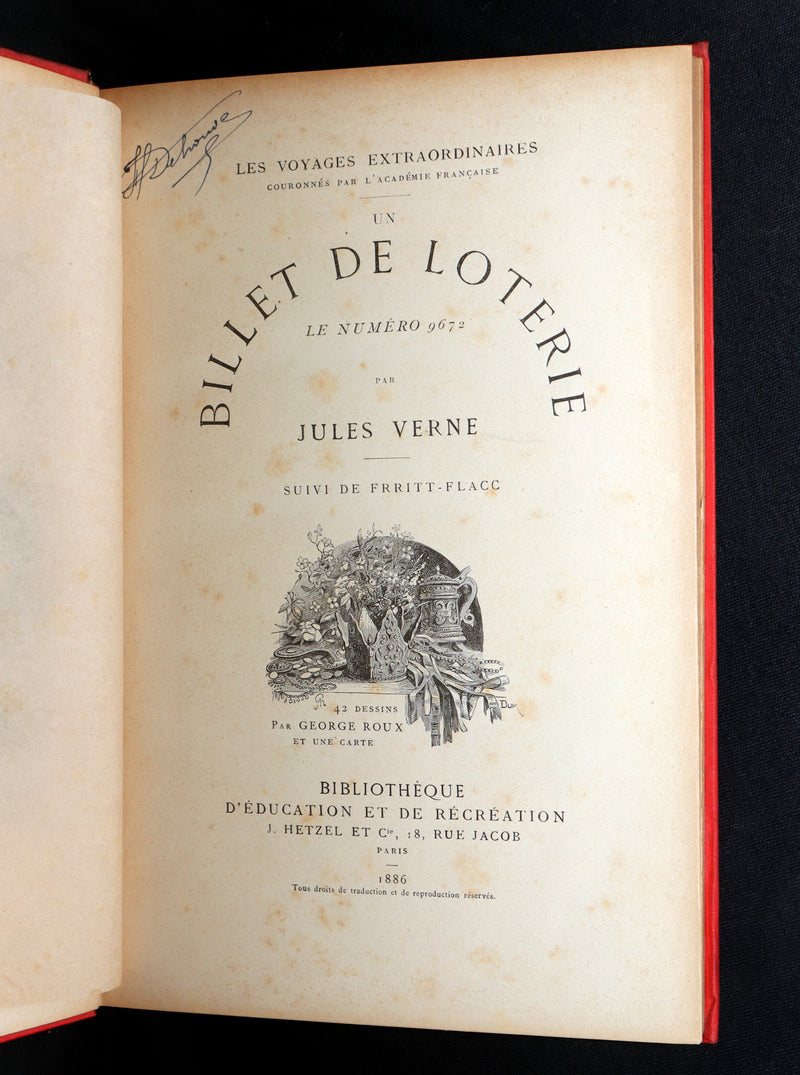 LES VOYAGES EXTRAORDINAIRES
COURONNÉS PAR L'ACADÉMIE FRANÇAISE
UN
BILLET DE LOTERIE
LE NUMÉRO 9672
PAR
JULES VERNE
SUIVI DE FRRITT-FLACC
42 DESSINS
PAR GEORGE ROUX
ET UNE CARTE
BIBLIOTHÈQUE
D'ÉDUCATION ET DE RÉCRÉATION
J. HETZEL ET Cie, 18, RUE JACOB
PARIS
1886
Tous droits de traduction et de reproduction réservés.